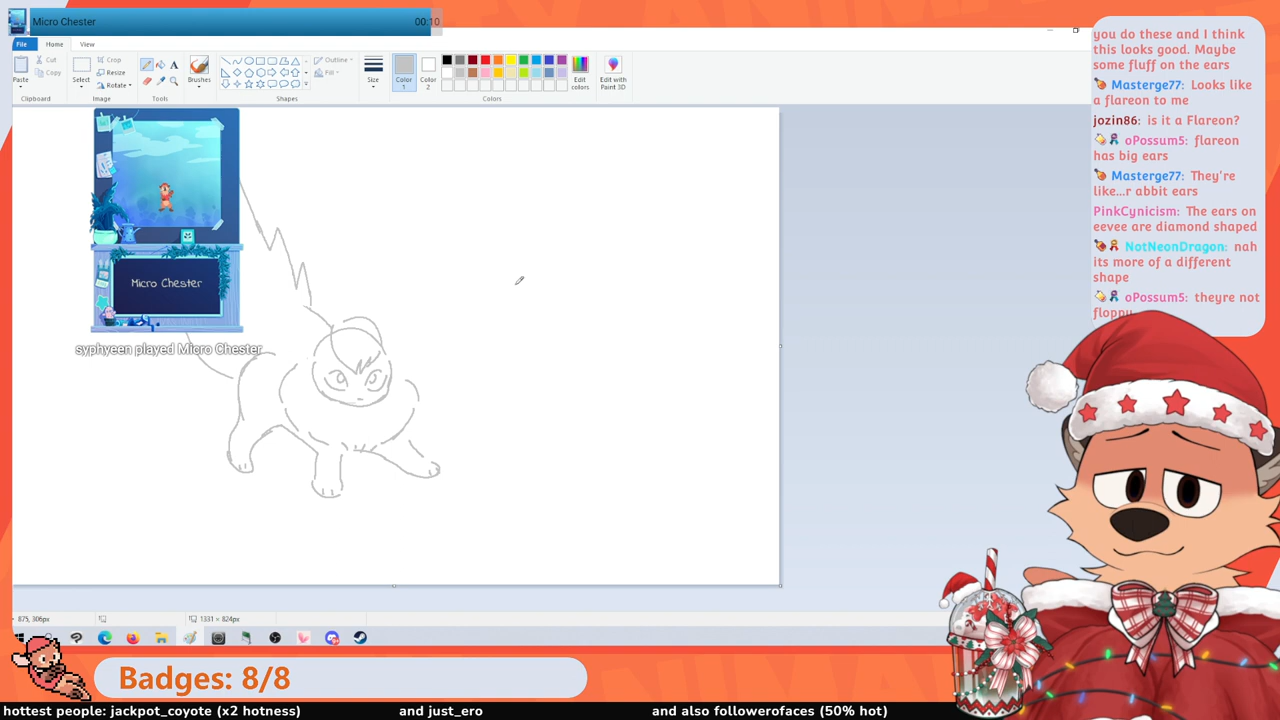 Micro Chester 00:10
File Home View
Cut
Copy
Paste
Clipboard
Select
Crop
Resize
Rotate
Image
A
Tools
Brushes
Outline
Fill
Shapes
Size
Color
1
Color
2
Edit
colors
Edit with
Paint 3D
Colors
Micro Chester
syphyeen played Micro Chester
you do these and I think
this looks good. Maybe
some fluff on the ears
Masterge77: Looks like
a flareon to me
jozin86: is it a Flareon?
oPossum5: flareon
has big ears
Masterge77: They're
like...r abbit ears
PinkCynicism: The ears on
eevee are diamond shaped
NotNeonDragon: nah
its more of a different
shape
oPossum5: theyre not
floppy
875, 306px
1331 × 824px
Badges: 8/8
hottest people: jackpot_coyote (x2 hotness) and just_ero and also followerofaces (50% hot)